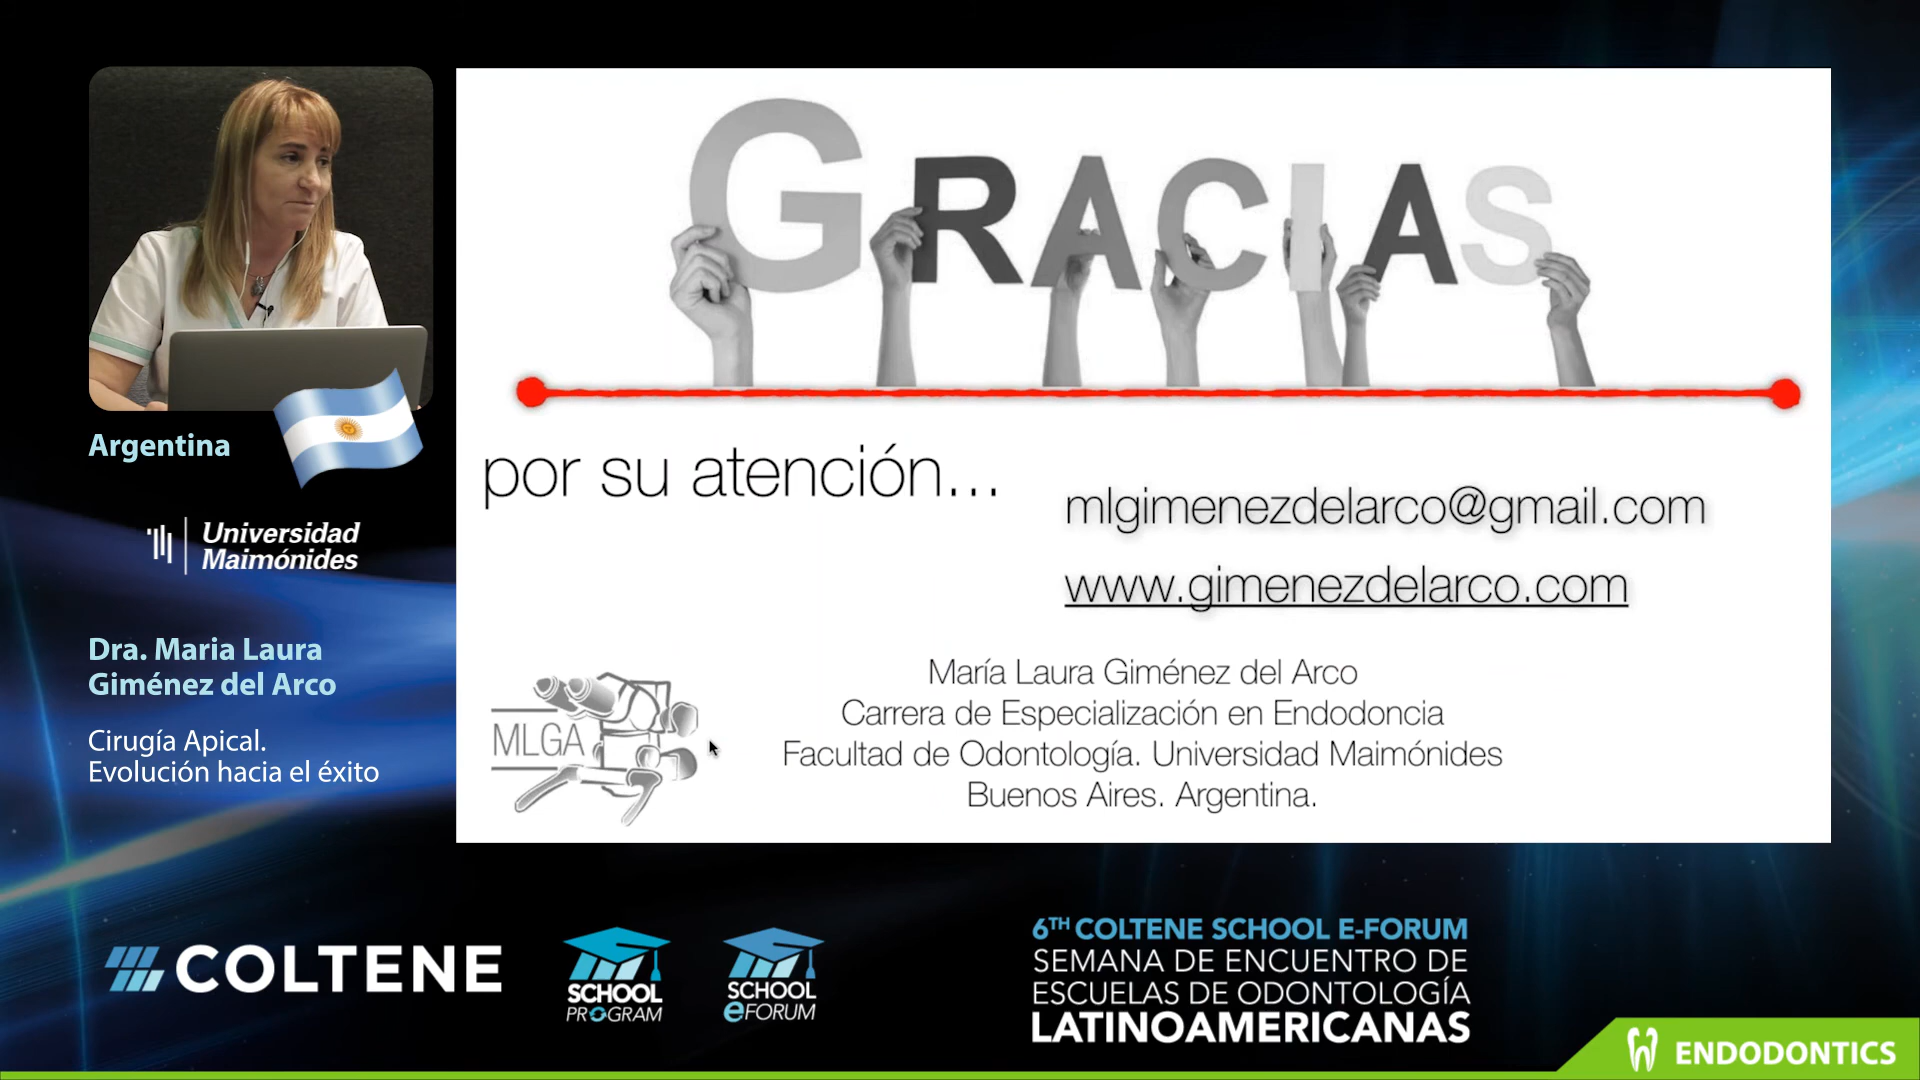 Argentina
Universidad
Maimónides
Dra. Maria Laura
Giménez del Arco
Cirugía Apical.
Evolución hacia el éxito
GRACIAS
por su atención...
mlgimenezdelarco@gmail.com
www.gimenezdelarco.com
MLGA
María Laura Giménez del Arco
Carrera de Especialización en Endodoncia
Facultad de Odontología. Universidad Maimónides
Buenos Aires. Argentina.
COLTENE
SCHOOL
PROGRAM
SCHOOL
eFORUM
6TH COLTENE SCHOOL E-FORUM
SEMANA DE ENCUENTRO DE
ESCUELAS DE ODONTOLOGÍA
LATINOAMERICANAS
ENDODONTICS